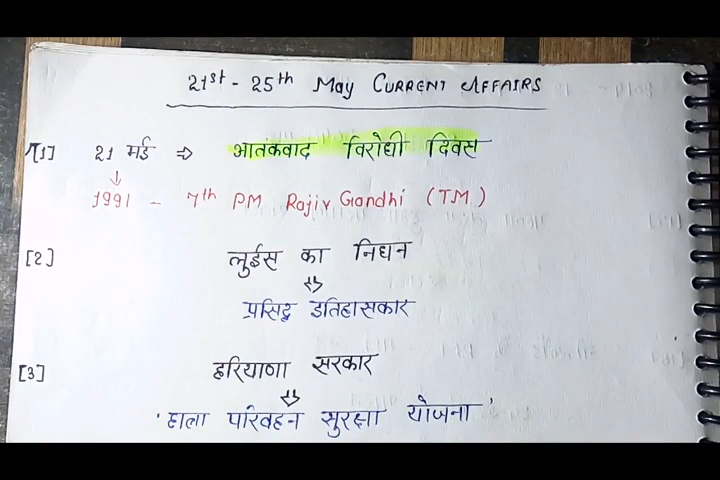 21st - 25th May CURRENT AFFAIRS
[1] 21 मई ⇒ आतंकवाद विरोधी दिवस
1991 - 7th PM Rajiv Gandhi (TM)
[2] लुईस का निधन
प्रसिद्ध इतिहासकार
[3] हरियाणा सरकार
'हाला परिवहन सुरक्षा योजना'